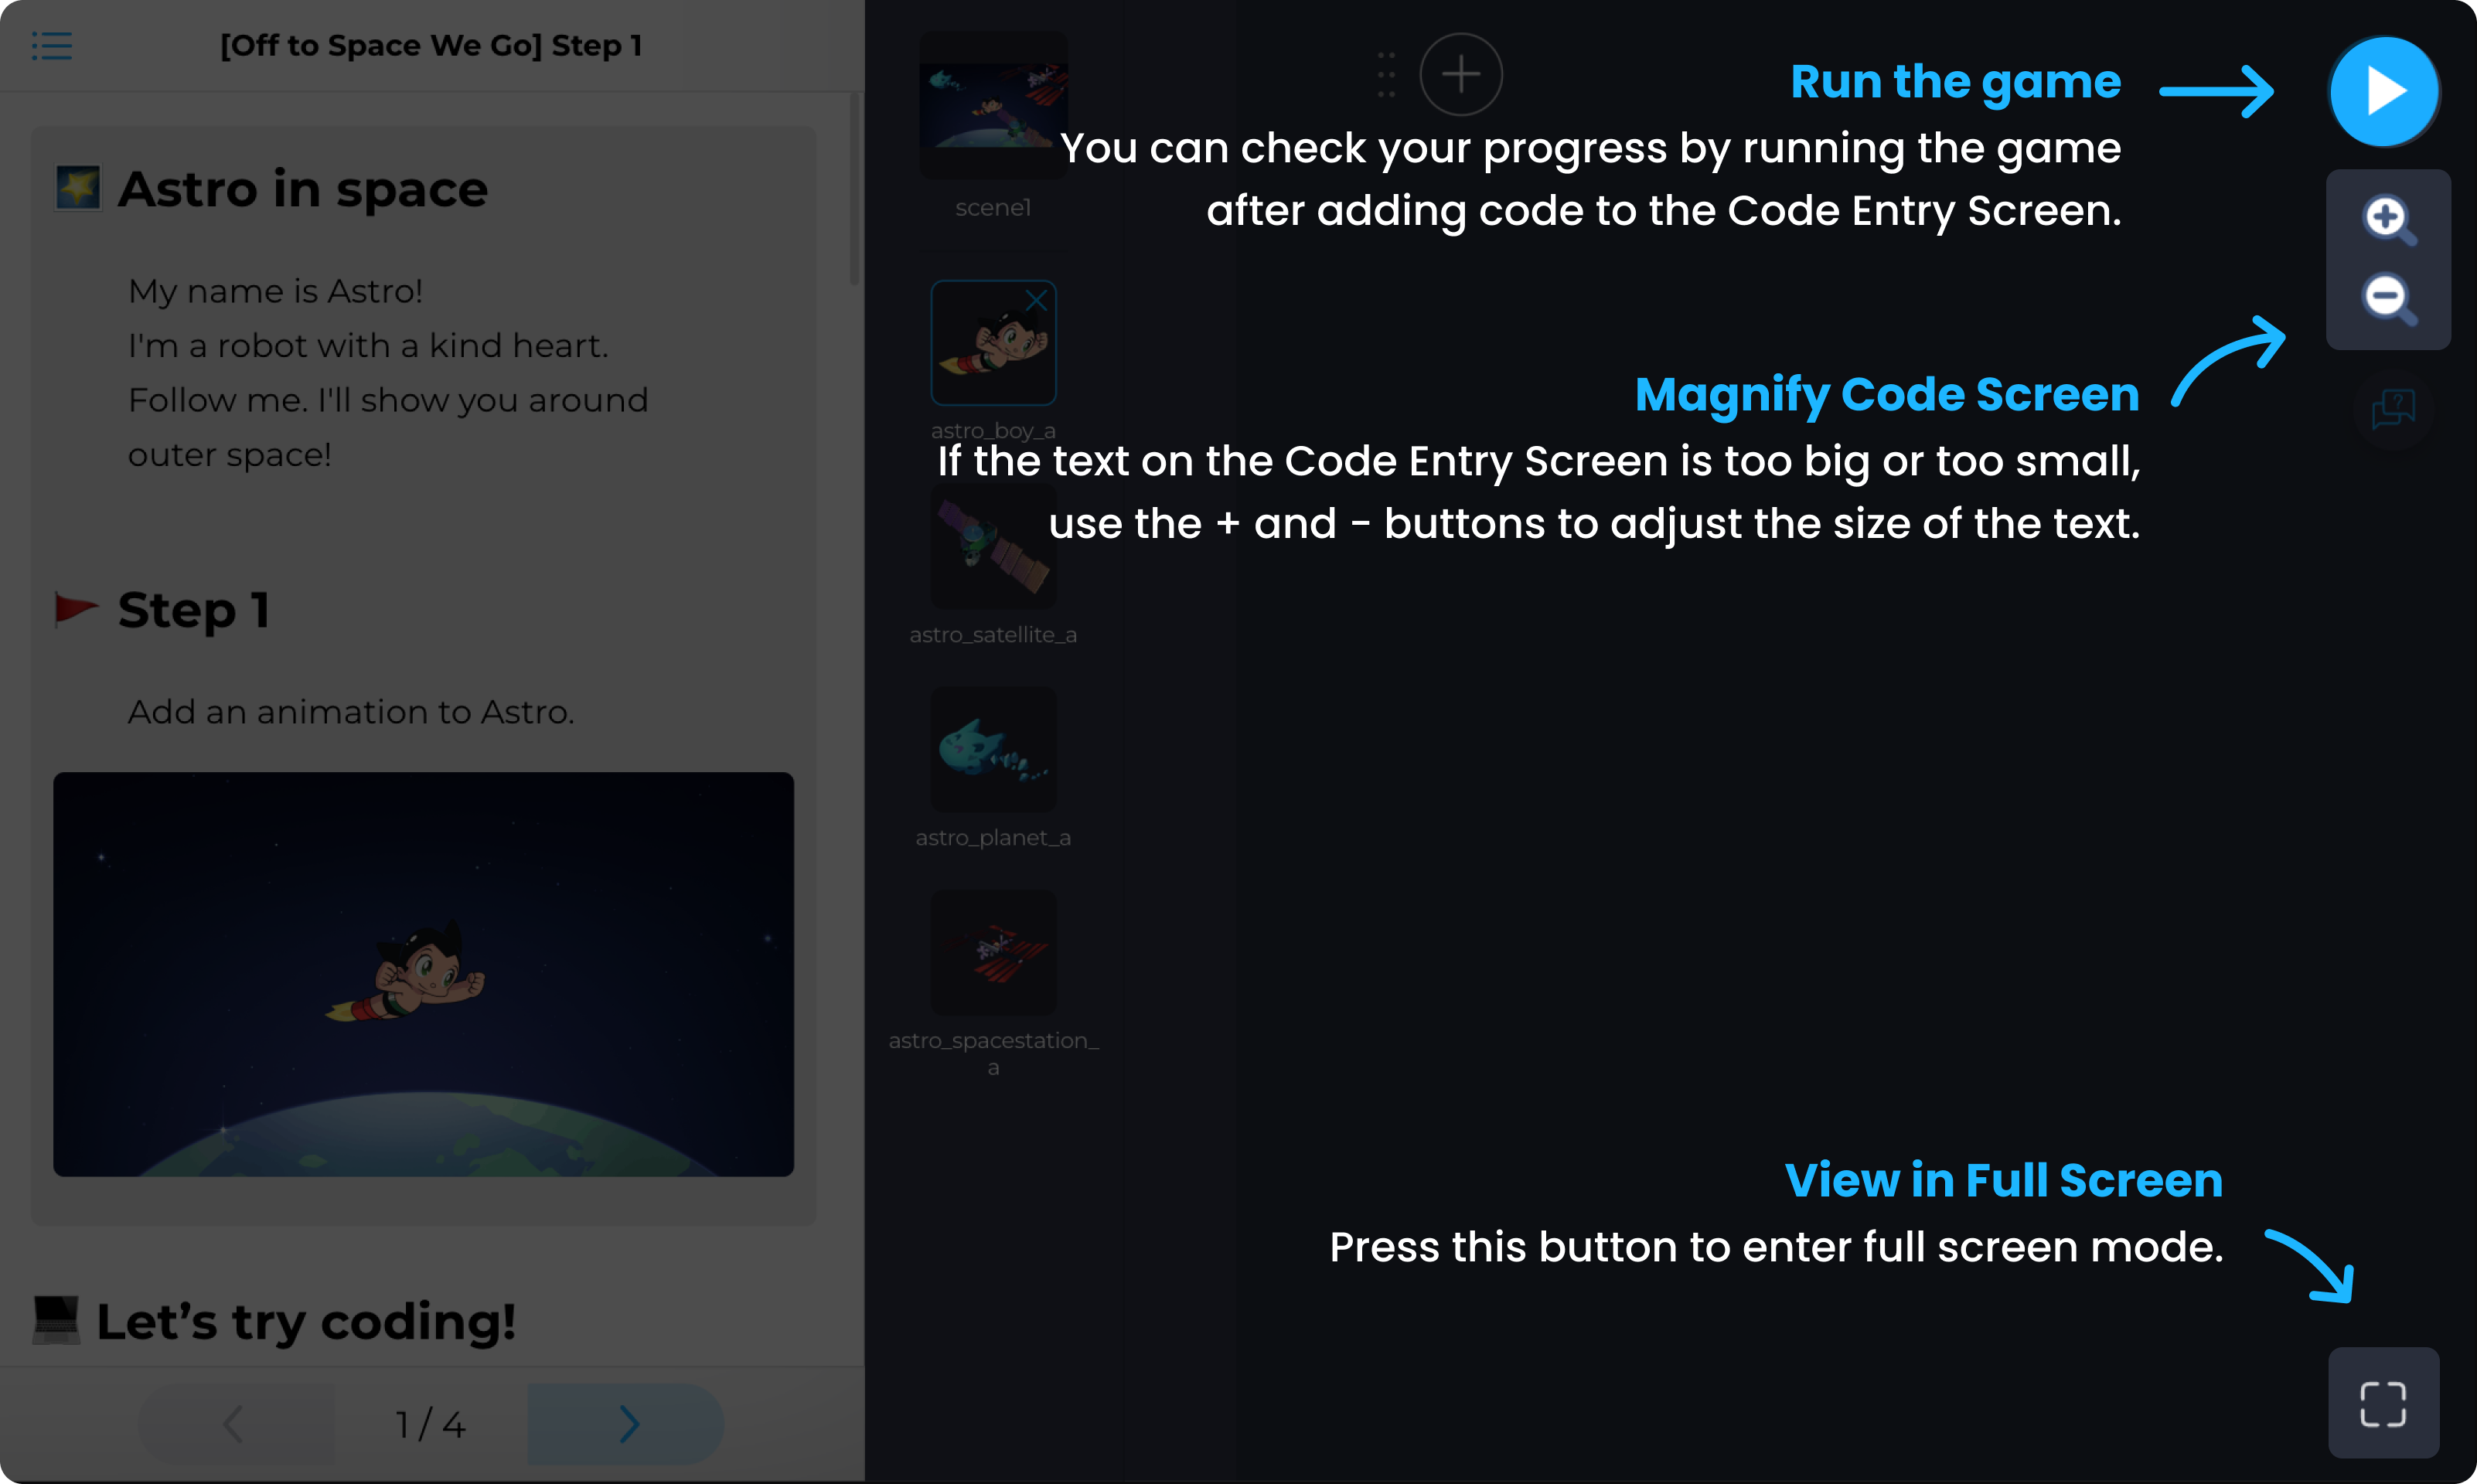 [Off to Space We Go] Step 1
Astro in space
My name is Astro!
I'm a robot with a kind heart.
Follow me. I'll show you around
outer space!
Step 1
Add an animation to Astro.
Let's try coding!
1 / 4
scene1
astro_boy_a
astro_satellite_a
astro_planet_a
astro_spacestation_
a
Run the game
You can check your progress by running the game
after adding code to the Code Entry Screen.
Magnify Code Screen
If the text on the Code Entry Screen is too big or too small,
use the + and - buttons to adjust the size of the text.
View in Full Screen
Press this button to enter full screen mode.